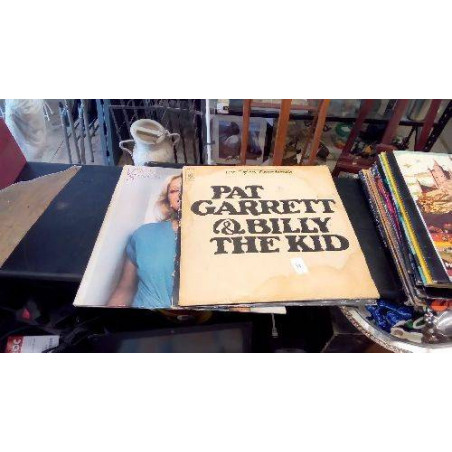 PAT
GARRETT
& BILLY
THE KID